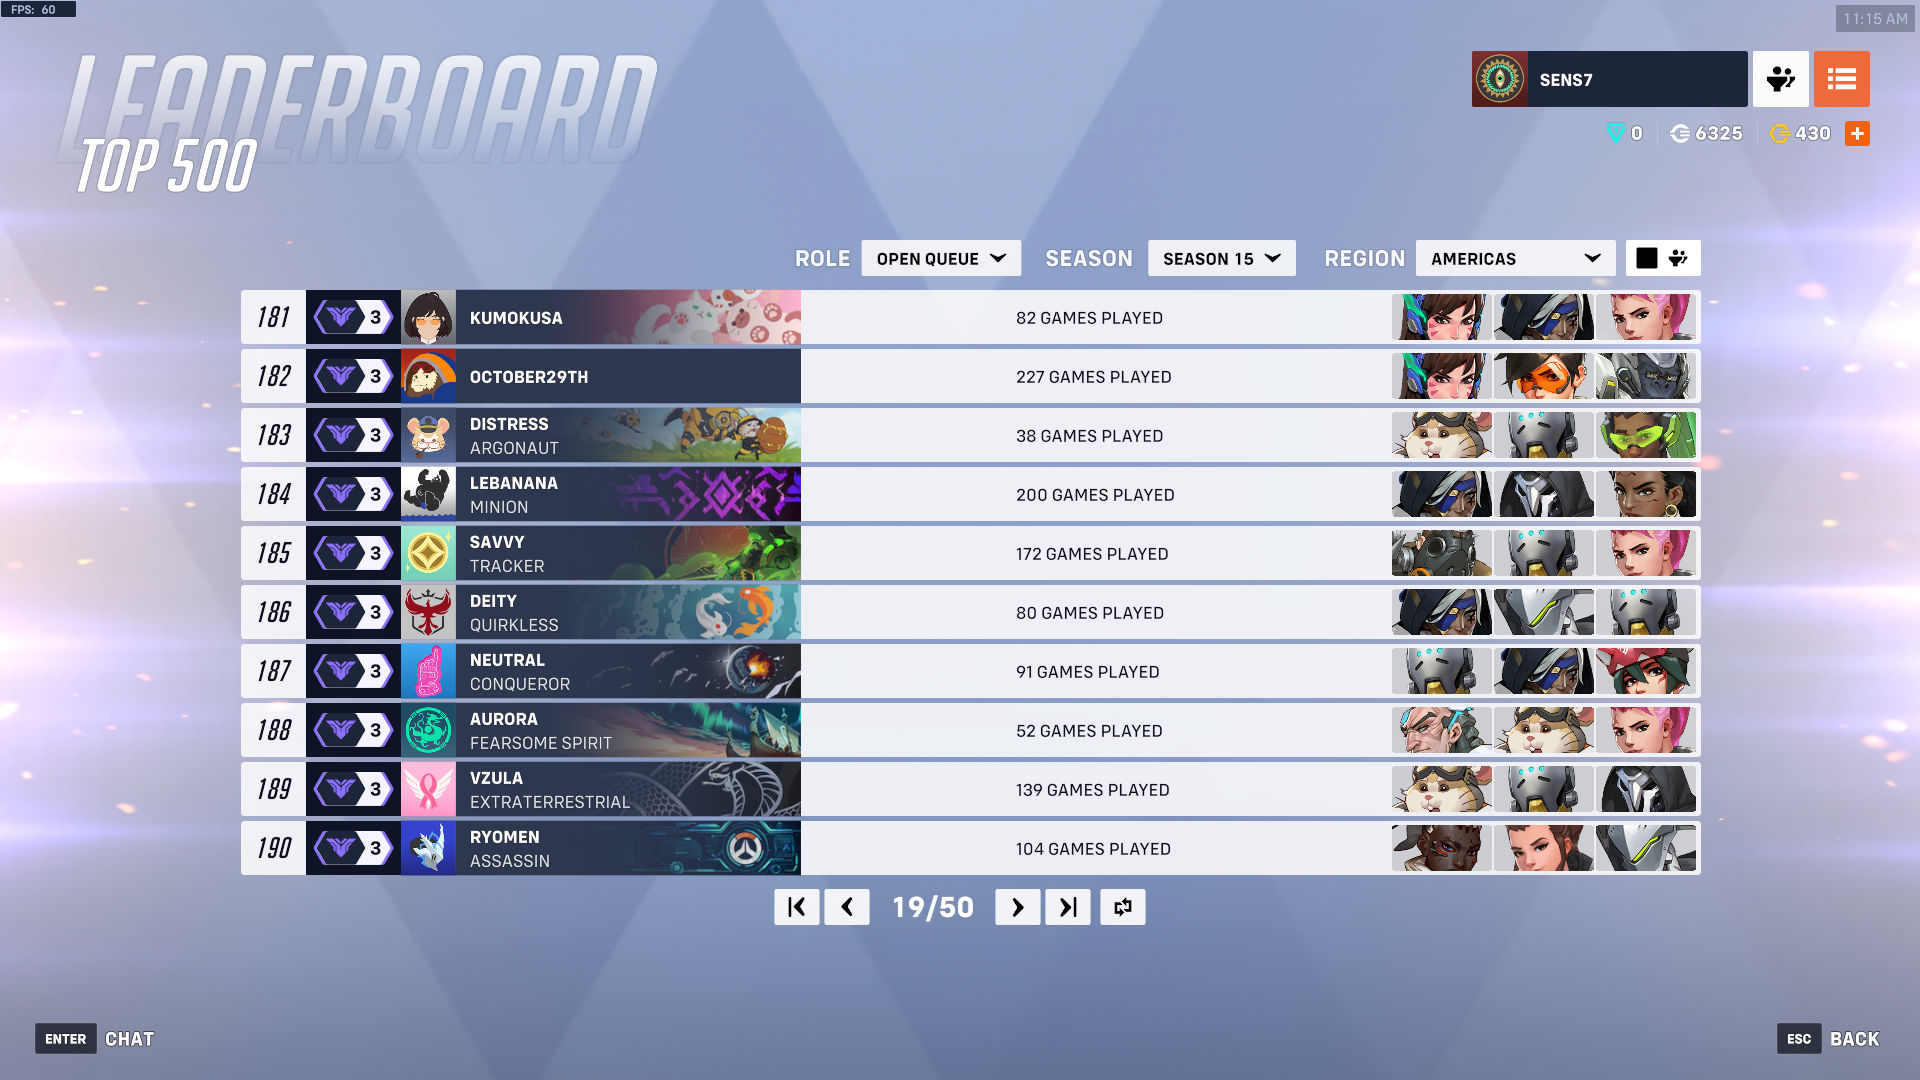 FPS: 60
11:15 AM
LEADERBOARD
TOP 500
SENS7
0 6325 430
ROLE OPEN QUEUE SEASON SEASON 15 REGION AMERICAS
181 3 KUMOKUSA 82 GAMES PLAYED
182 3 OCTOBER29TH 227 GAMES PLAYED
183 3 DISTRESS 38 GAMES PLAYED
ARGONAUT
184 3 LEBANANA 200 GAMES PLAYED
MINION
185 3 SAVVY 172 GAMES PLAYED
TRACKER
186 3 DEITY 80 GAMES PLAYED
QUIRKLESS
187 3 NEUTRAL 91 GAMES PLAYED
CONQUEROR
188 3 AURORA 52 GAMES PLAYED
FEARSOME SPIRIT
189 3 VZULA 139 GAMES PLAYED
EXTRATERRESTRIAL
190 3 RYOMEN 104 GAMES PLAYED
ASSASSIN
19/50
ENTER CHAT
ESC BACK